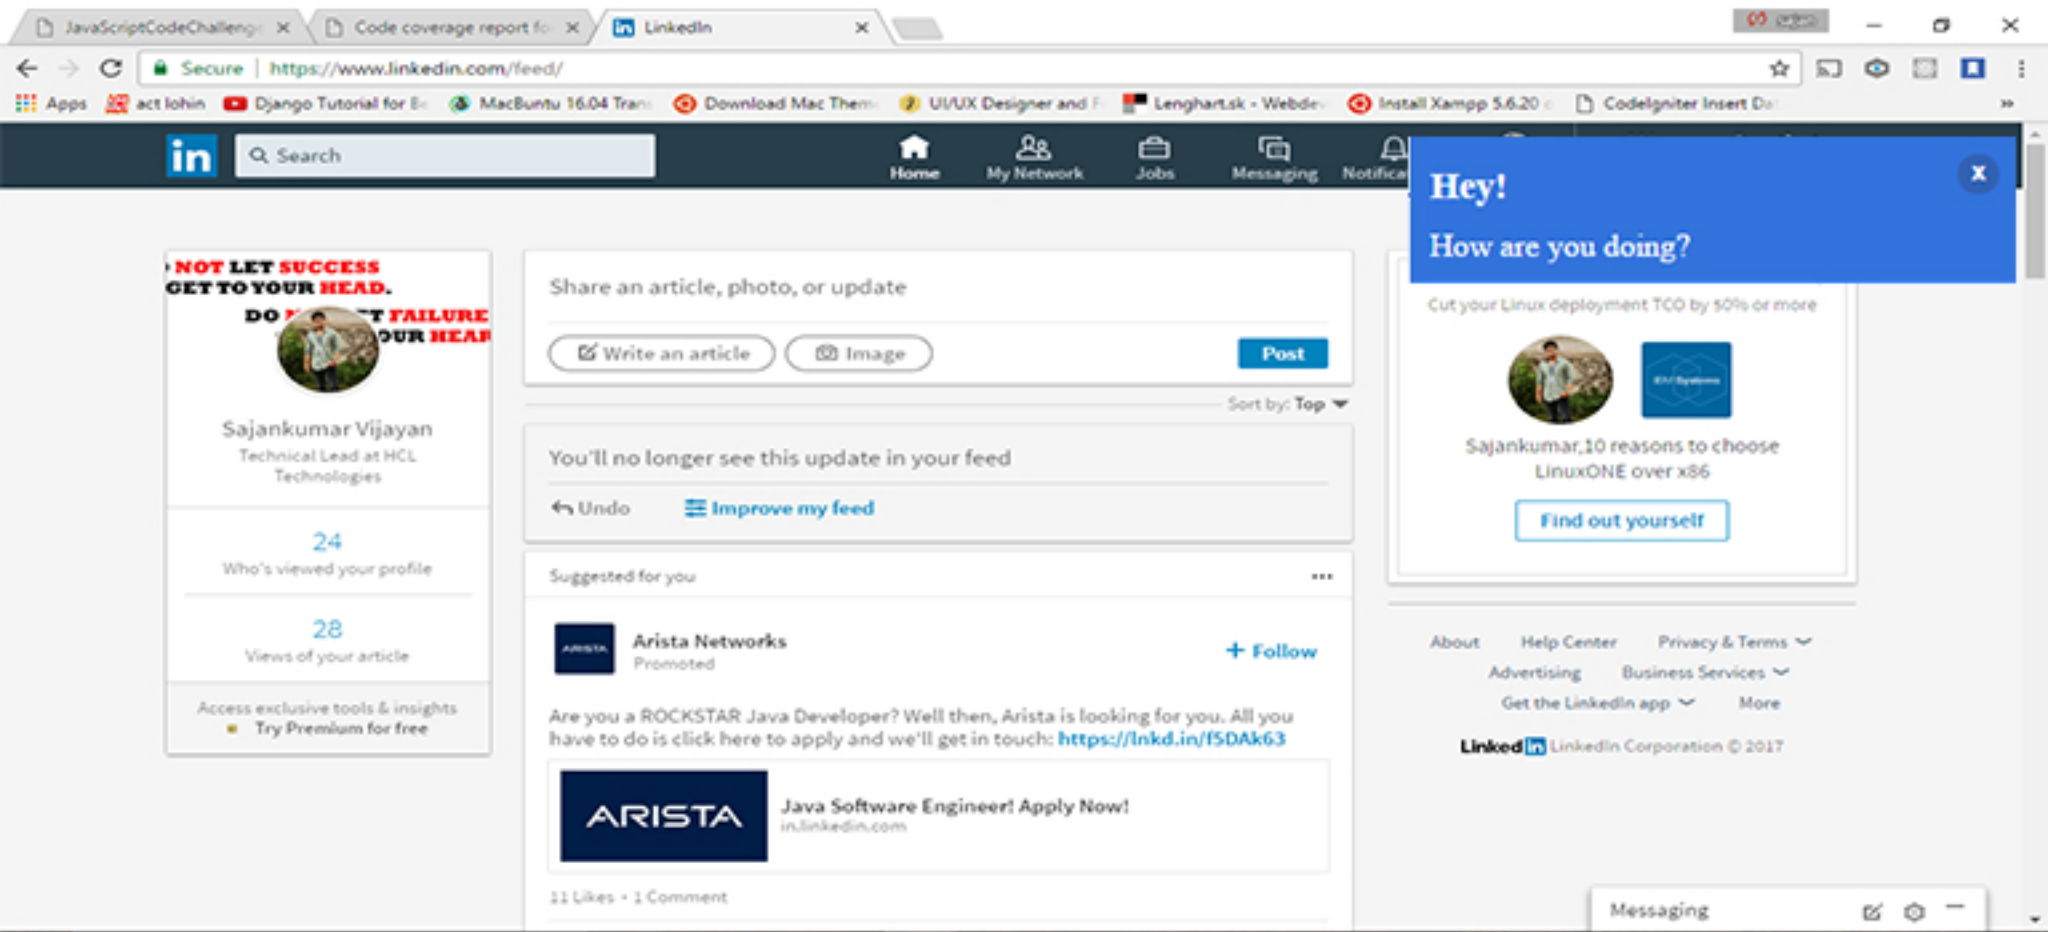 JavaScriptCodeChalleng
Code coverage report fo
LinkedIn
Secure
https://www.linkedin.com/feed/
Apps
act lohin
Django Tutorial for Be
MacBuntu 16.04 Tran
Download Mac Them
UI/UX Designer and F
Lenghart.sk - Webde
Install Xampp 5.6.20
CodeIgniter Insert Da
in
Search
Home
My Network
Jobs
Messaging
Notifica
Hey!
How are you doing?
x
NOT LET SUCCESS
GET TO YOUR HEAD.
DO
FAILURE
HEAR
Sajankumar Vijayan
Technical Lead at HCL
Technologies
24
Who's viewed your profile
28
Views of your article
Access exclusive tools & insights
Try Premium for free
Share an article, photo, or update
Write an article
Image
Post
Sort by: Top
You'll no longer see this update in your feed
Undo
Improve my feed
Suggested for you
ARISTA
Arista Networks
Promoted
+ Follow
Are you a ROCKSTAR Java Developer? Well then, Arista is looking for you. All you
have to do is click here to apply and we'll get in touch: https://lnkd.in/f5DAk63
ARISTA
Java Software Engineer! Apply Now!
in.linkedin.com
11 Likes • 1 Comment
Cut your Linux deployment TCO by 50% or more
IBM Systems
Sajankumar,10 reasons to choose
LinuxONE over x86
Find out yourself
About
Help Center
Privacy & Terms
Advertising
Business Services
Get the LinkedIn app
More
LinkedIn LinkedIn Corporation © 2017
Messaging